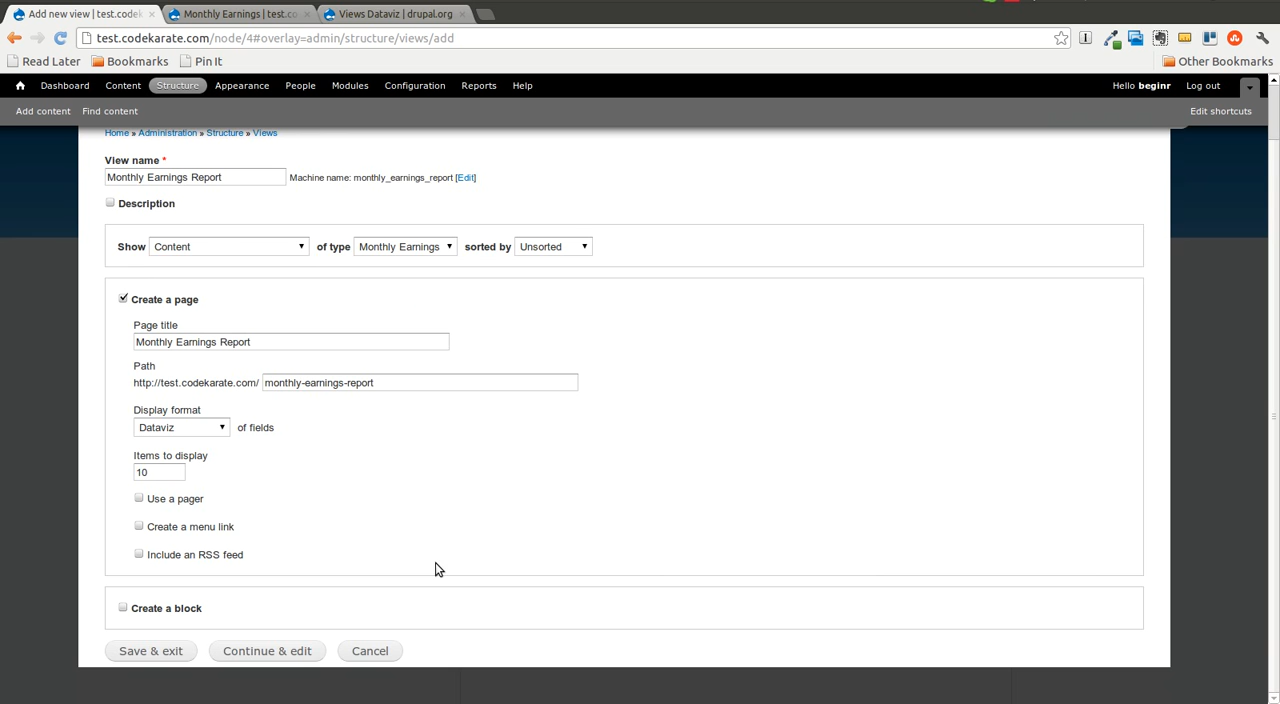 Add new view | test.codek
Monthly Earnings | test.co
Views Dataviz | drupal.org
test.codekarate.com/node/4#overlay=admin/structure/views/add
Read Later Bookmarks Pin It Other Bookmarks
Dashboard Content Structure Appearance People Modules Configuration Reports Help Hello beginr Log out
Add content Find content Edit shortcuts
Home » Administration » Structure » Views
View name *
Monthly Earnings Report Machine name: monthly_earnings_report [Edit]
Description
Show Content of type Monthly Earnings sorted by Unsorted
Create a page
Page title
Monthly Earnings Report
Path
http://test.codekarate.com/ monthly-earnings-report
Display format
Dataviz of fields
Items to display
10
Use a pager
Create a menu link
Include an RSS feed
Create a block
Save & exit Continue & edit Cancel